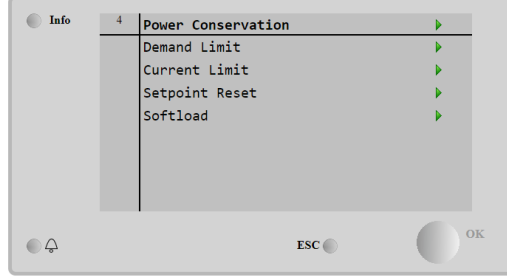 Info
4
Power Conservation
Demand Limit
Current Limit
Setpoint Reset
Softload
ESC
OK